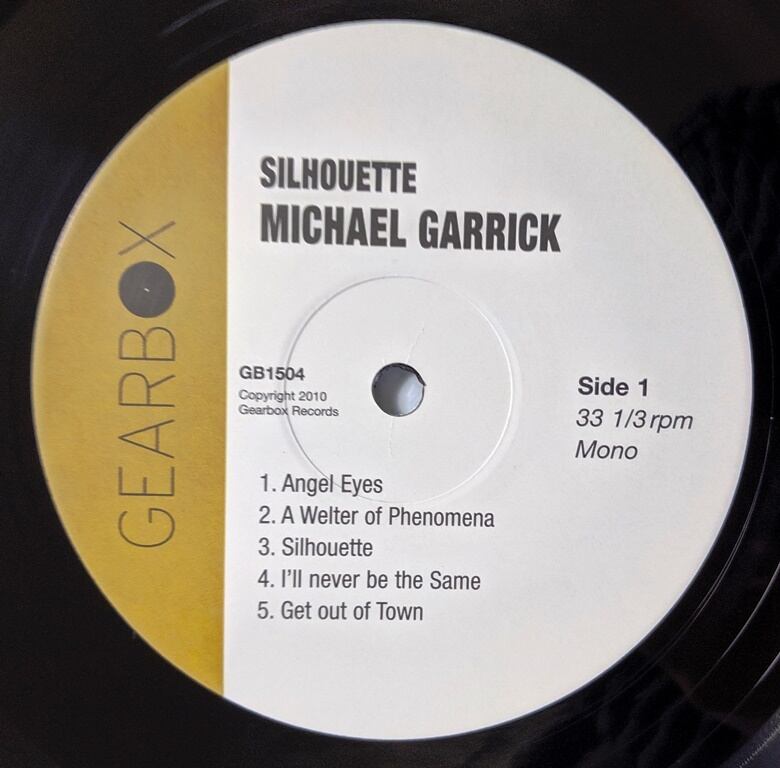 SILHOUETTE
MICHAEL GARRICK
GEARBOX
GB1504
Copyright 2010
Gearbox Records
Side 1
33 1/3 rpm
Mono
1. Angel Eyes
2. A Welter of Phenomena
3. Silhouette
4. I'll never be the Same
5. Get out of Town